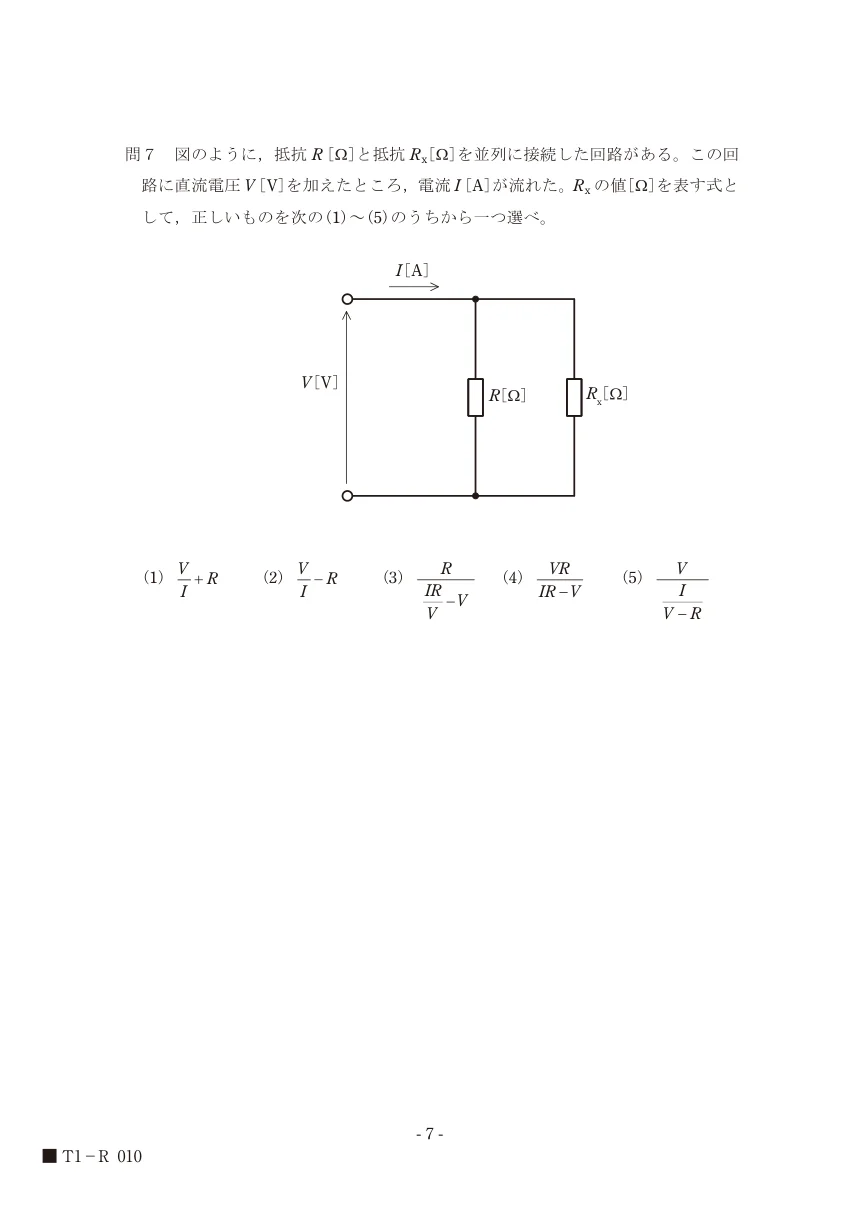 問7 図のように，抵抗 R [Ω]と抵抗 Rx[Ω]を並列に接続した回路がある。この回
路に直流電圧 V [V]を加えたところ，電流 I [A]が流れた。Rx の値[Ω]を表す式と
して，正しいものを次の(1)～(5)のうちから一つ選べ。
I[A]
V[V]
R[Ω]
Rx[Ω]
(1) V/I + R (2) V/I − R (3) R/(IR/V − V) (4) VR/(IR − V) (5) V/(I/(V − R))
- 7 -
■ T1−R 010